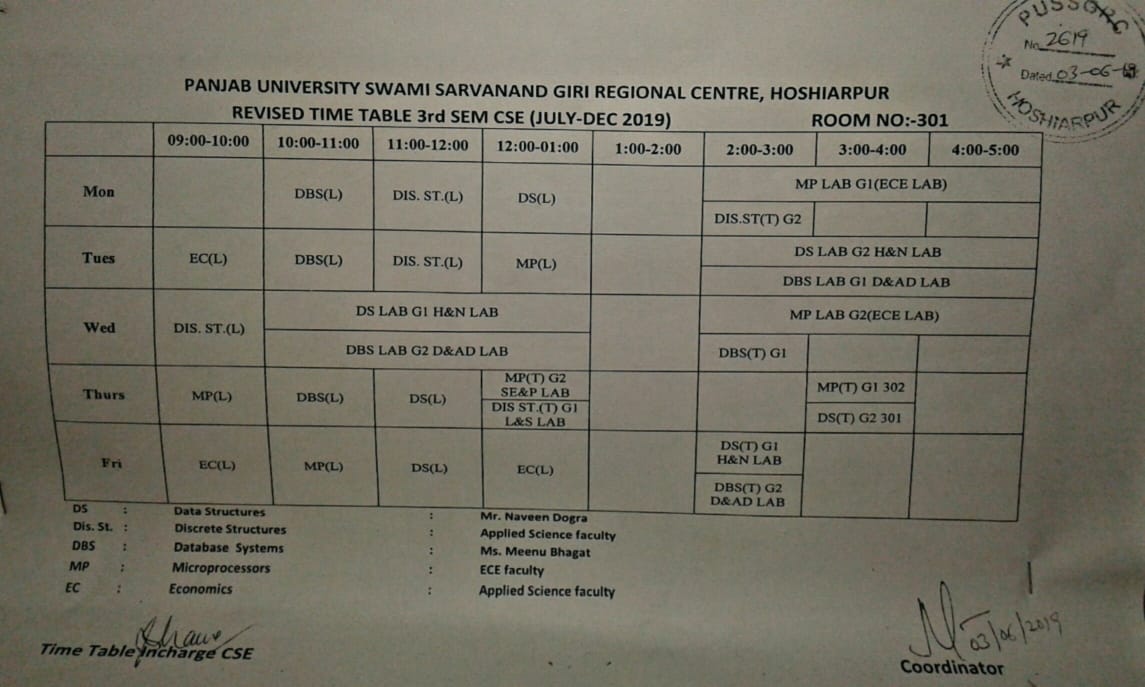 PUSSGRC
No. 2619
Dated 03-06-19
HOSHIARPUR
PANJAB UNIVERSITY SWAMI SARVANAND GIRI REGIONAL CENTRE, HOSHIARPUR
REVISED TIME TABLE 3rd SEM CSE (JULY-DEC 2019) ROOM NO:-301
09:00-10:00 10:00-11:00 11:00-12:00 12:00-01:00 1:00-2:00 2:00-3:00 3:00-4:00 4:00-5:00
Mon DBS(L) DIS. ST.(L) DS(L) MP LAB G1(ECE LAB)
DIS.ST(T) G2
Tues EC(L) DBS(L) DIS. ST.(L) MP(L) DS LAB G2 H&N LAB
DBS LAB G1 D&AD LAB
Wed DIS. ST.(L) DS LAB G1 H&N LAB MP LAB G2(ECE LAB)
DBS LAB G2 D&AD LAB DBS(T) G1
Thurs MP(L) DBS(L) DS(L) MP(T) G2 SE&P LAB MP(T) G1 302
DIS ST.(T) G1 L&S LAB DS(T) G2 301
Fri EC(L) MP(L) DS(L) EC(L) DS(T) G1 H&N LAB
DBS(T) G2 D&AD LAB
DS : Data Structures : Mr. Naveen Dogra
Dis. St. : Discrete Structures : Applied Science faculty
DBS : Database Systems : Ms. Meenu Bhagat
MP : Microprocessors : ECE faculty
EC : Economics : Applied Science faculty
Time Table Incharge CSE
03/06/2019
Coordinator